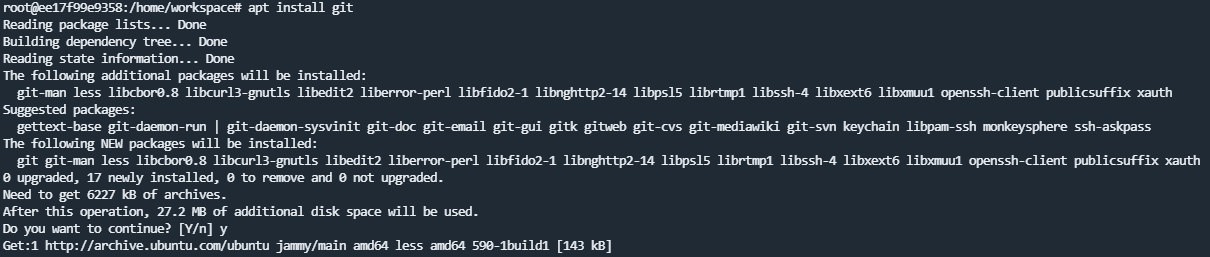 root@ee17f99e9358:/home/workspace# apt install git
Reading package lists... Done
Building dependency tree... Done
Reading state information... Done
The following additional packages will be installed:
  git-man less libcbor0.8 libcurl3-gnutls libedit2 liberror-perl libfido2-1 libnghttp2-14 libpsl5 librtmp1 libssh-4 libxext6 libxmuu1 openssh-client publicsuffix xauth
Suggested packages:
  gettext-base git-daemon-run | git-daemon-sysvinit git-doc git-email git-gui gitk gitweb git-cvs git-mediawiki git-svn keychain libpam-ssh monkeysphere ssh-askpass
The following NEW packages will be installed:
  git git-man less libcbor0.8 libcurl3-gnutls libedit2 liberror-perl libfido2-1 libnghttp2-14 libpsl5 librtmp1 libssh-4 libxext6 libxmuu1 openssh-client publicsuffix xauth
0 upgraded, 17 newly installed, 0 to remove and 0 not upgraded.
Need to get 6227 kB of archives.
After this operation, 27.2 MB of additional disk space will be used.
Do you want to continue? [Y/n] y
Get:1 http://archive.ubuntu.com/ubuntu jammy/main amd64 less amd64 590-1build1 [143 kB]